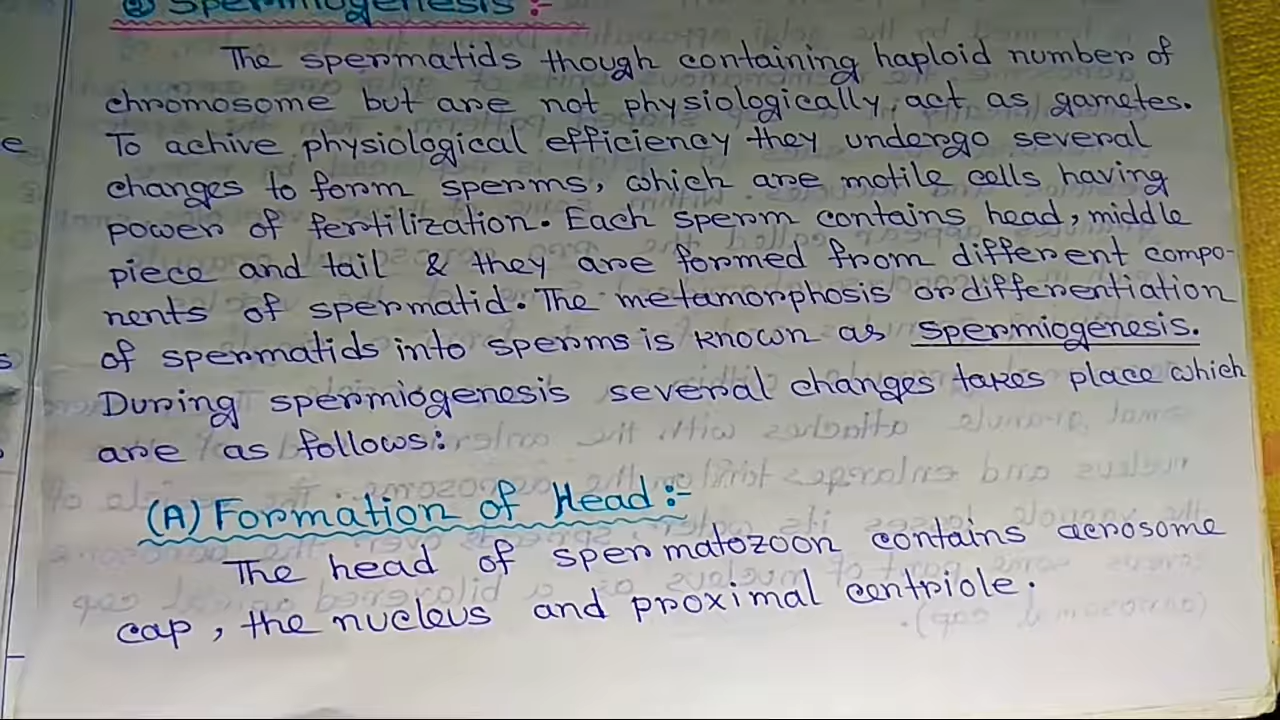 ② Spermiogenesis :-
The spermatids though containing haploid number of
chromosome but are not physiologically, act as gametes.
To achive physiological efficiency they undergo several
changes to form sperms, which are motile cells having
power of fertilization. Each sperm contains head, middle
piece and tail & they are formed from different compo-
nents of spermatid. The metamorphosis or differentiation
of spermatids into sperms is known as spermiogenesis.
During spermiogenesis several changes takes place which
are as follows:
(A) Formation of Head :-
The head of spermatozoon contains acrosome
cap, the nucleus and proximal centriole.